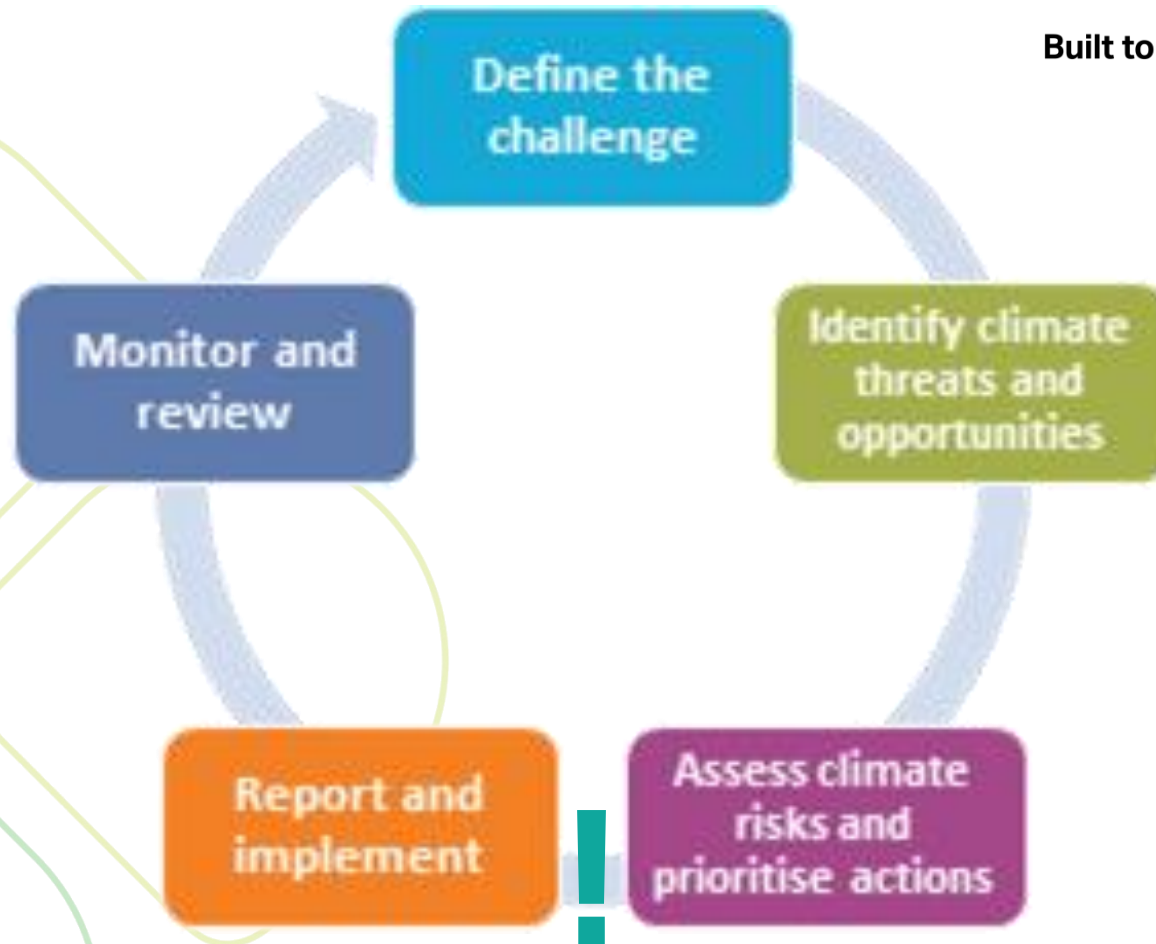 Built to
Define the
challenge
Identify climate
threats and
opportunities
Assess climate
risks and
prioritise actions
Report and
implement
Monitor and
review
!